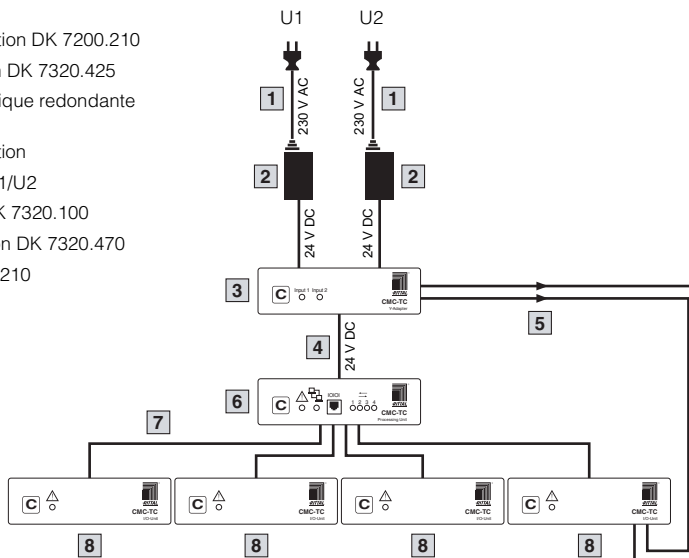 U1 U2
tion DK 7200.210
DK 7320.425
ique redondante
tion
1/U2
K 7320.100
on DK 7320.470
210
1 1
230 V AC 230 V AC
2 2
24 V DC 24 V DC
3
C Input 1 Input 2 RITTAL
CMC-TC
Y-Adapter
5
4
24 V DC
6
C IOIOI 1 2 3 4 RITTAL
CMC-TC
Processing Unit
7
C RITTAL C RITTAL C RITTAL C RITTAL
CMC-TC CMC-TC CMC-TC CMC-TC
I/O-Unit I/O-Unit I/O-Unit I/O-Unit
8 8 8 8